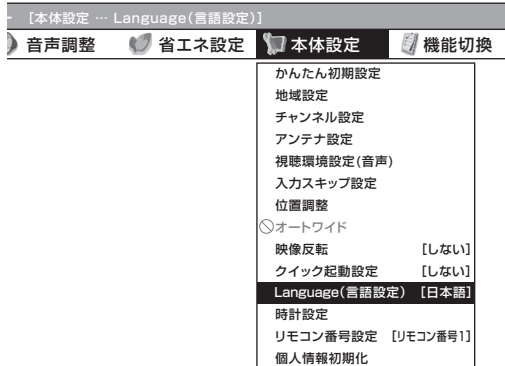 [本体設定 … Language(言語設定)]
音声調整 省エネ設定 本体設定 機能切換
かんたん初期設定
地域設定
チャンネル設定
アンテナ設定
視聴環境設定(音声)
入力スキップ設定
位置調整
オートワイド
映像反転 [しない]
クイック起動設定 [しない]
Language(言語設定) [日本語]
時計設定
リモコン番号設定 [リモコン番号1]
個人情報初期化